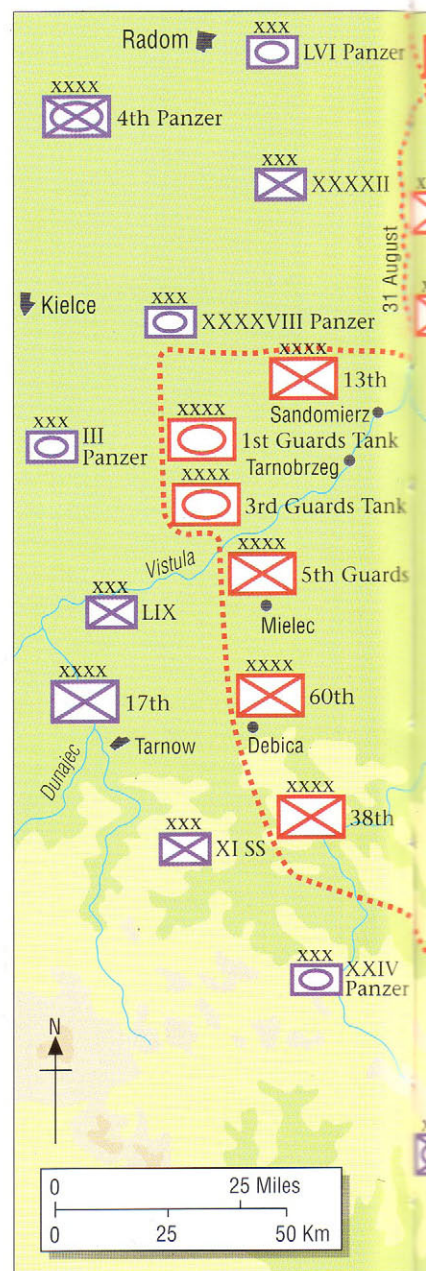 Radom
xxx
LVI Panzer
xxxx
4th Panzer
xxx
XXXXII
31 August
Kielce
xxx
XXXXVIII Panzer
xxxx
13th
Sandomierz
xxx
III
Panzer
xxxx
1st Guards Tank
Tarnobrzeg
xxxx
3rd Guards Tank
Vistula
xxxx
5th Guards
xxx
LIX
Mielec
xxxx
17th
xxxx
60th
Tarnow
Debica
Dunajec
xxxx
38th
xxx
XI SS
xxx
XXIV
Panzer
N
0 25 Miles
0 25 50 Km